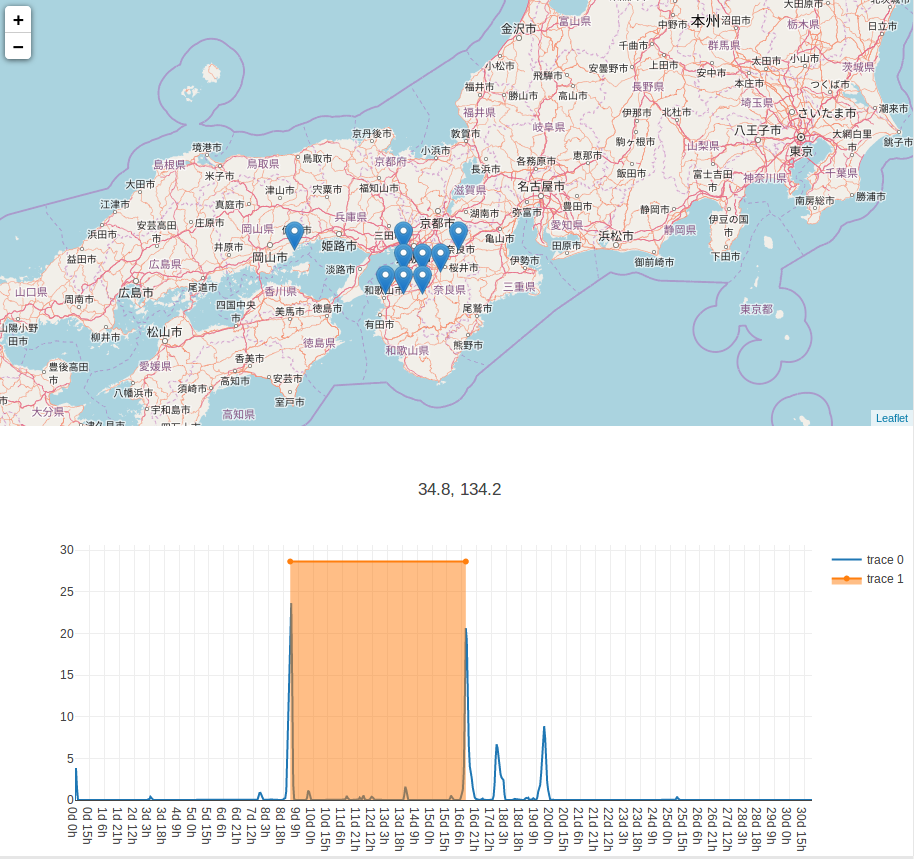 +
−
金沢市
富山県
中野市
本州
沼田市
大田原市
栃木県
日立市
小松市
千曲市
群馬県
飛騨市
安曇野市
上田市
安中市
太田市
小山市
茨城県
福井市
勝山市
高山市
長野県
本庄市
つくば市
福井県
岐阜県
伊那市
北杜市
埼玉県
さいたま市
潮来市
八王子市
大網白里市
銚子市
京丹後市
敦賀市
小浜市
駒ヶ根市
山梨県
東京
境港市
鳥取県
鳥取市
京都府
長浜市
各務原市
恵那市
島根県
米子市
飯田市
富士吉田市
神奈川県
千葉県
大田市
津山市
宍粟市
福知山市
滋賀県
名古屋市
南房総市
勝浦市
江津市
真庭市
兵庫県
京都市
湖南市
弥富市
豊田市
静岡市
伊豆の国市
浜田市
安芸高田市
庄原市
岡山県
姫路市
亀山市
愛知県
浜松市
静岡県
益田市
井原市
岡山市
田原市
下田市
広島県
淡路市
桜井市
伊勢市
御前崎市
山口県
周南市
広島市
尾道市
香川県
奈良県
三重県
四国中央市
美馬市
徳島市
尾鷲市
東京都
山陽小野田市
柳井市
松山市
有田市
徳島県
和歌山県
熊野市
豊後高田市
愛媛県
香美市
八幡浜市
須崎市
高知市
安芸市
室戸市
大分県
宇和島市
高知県
Leaflet
34.8, 134.2
30
25
20
15
10
5
0
trace 0
trace 1
0d 0h
0d 15h
1d 6h
1d 21h
2d 12h
3d 3h
3d 18h
4d 9h
5d 0h
5d 15h
6d 6h
6d 21h
7d 12h
8d 3h
8d 18h
9d 9h
10d 0h
10d 15h
11d 6h
11d 21h
12d 12h
13d 3h
13d 18h
14d 9h
15d 0h
15d 15h
16d 6h
16d 21h
17d 12h
18d 3h
18d 18h
19d 9h
20d 0h
20d 15h
21d 6h
21d 21h
22d 12h
23d 3h
23d 18h
24d 9h
25d 0h
25d 15h
26d 6h
26d 21h
27d 12h
28d 3h
28d 18h
29d 9h
30d 0h
30d 15h